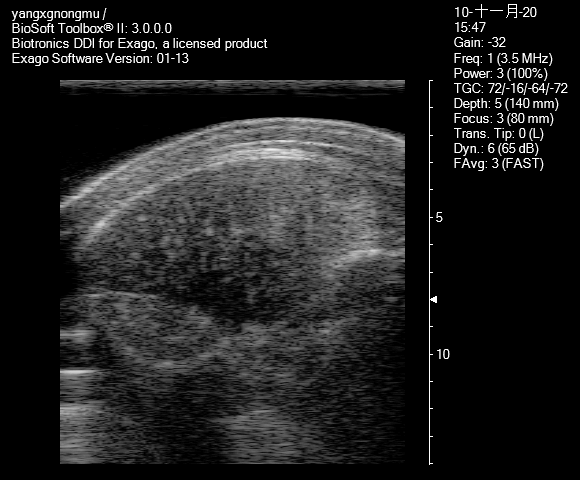 yangxgnongmu /
BioSoft Toolbox® II: 3.0.0.0
Biotronics DDI for Exago, a licensed product
Exago Software Version: 01-13
10-十一月-20
15:47
Gain: -32
Freq: 1 (3.5 MHz)
Power: 3 (100%)
TGC: 72/-16/-64/-72
Depth: 5 (140 mm)
Focus: 3 (80 mm)
Trans. Tip: 0 (L)
Dyn.: 6 (65 dB)
FAvg: 3 (FAST)
5
10